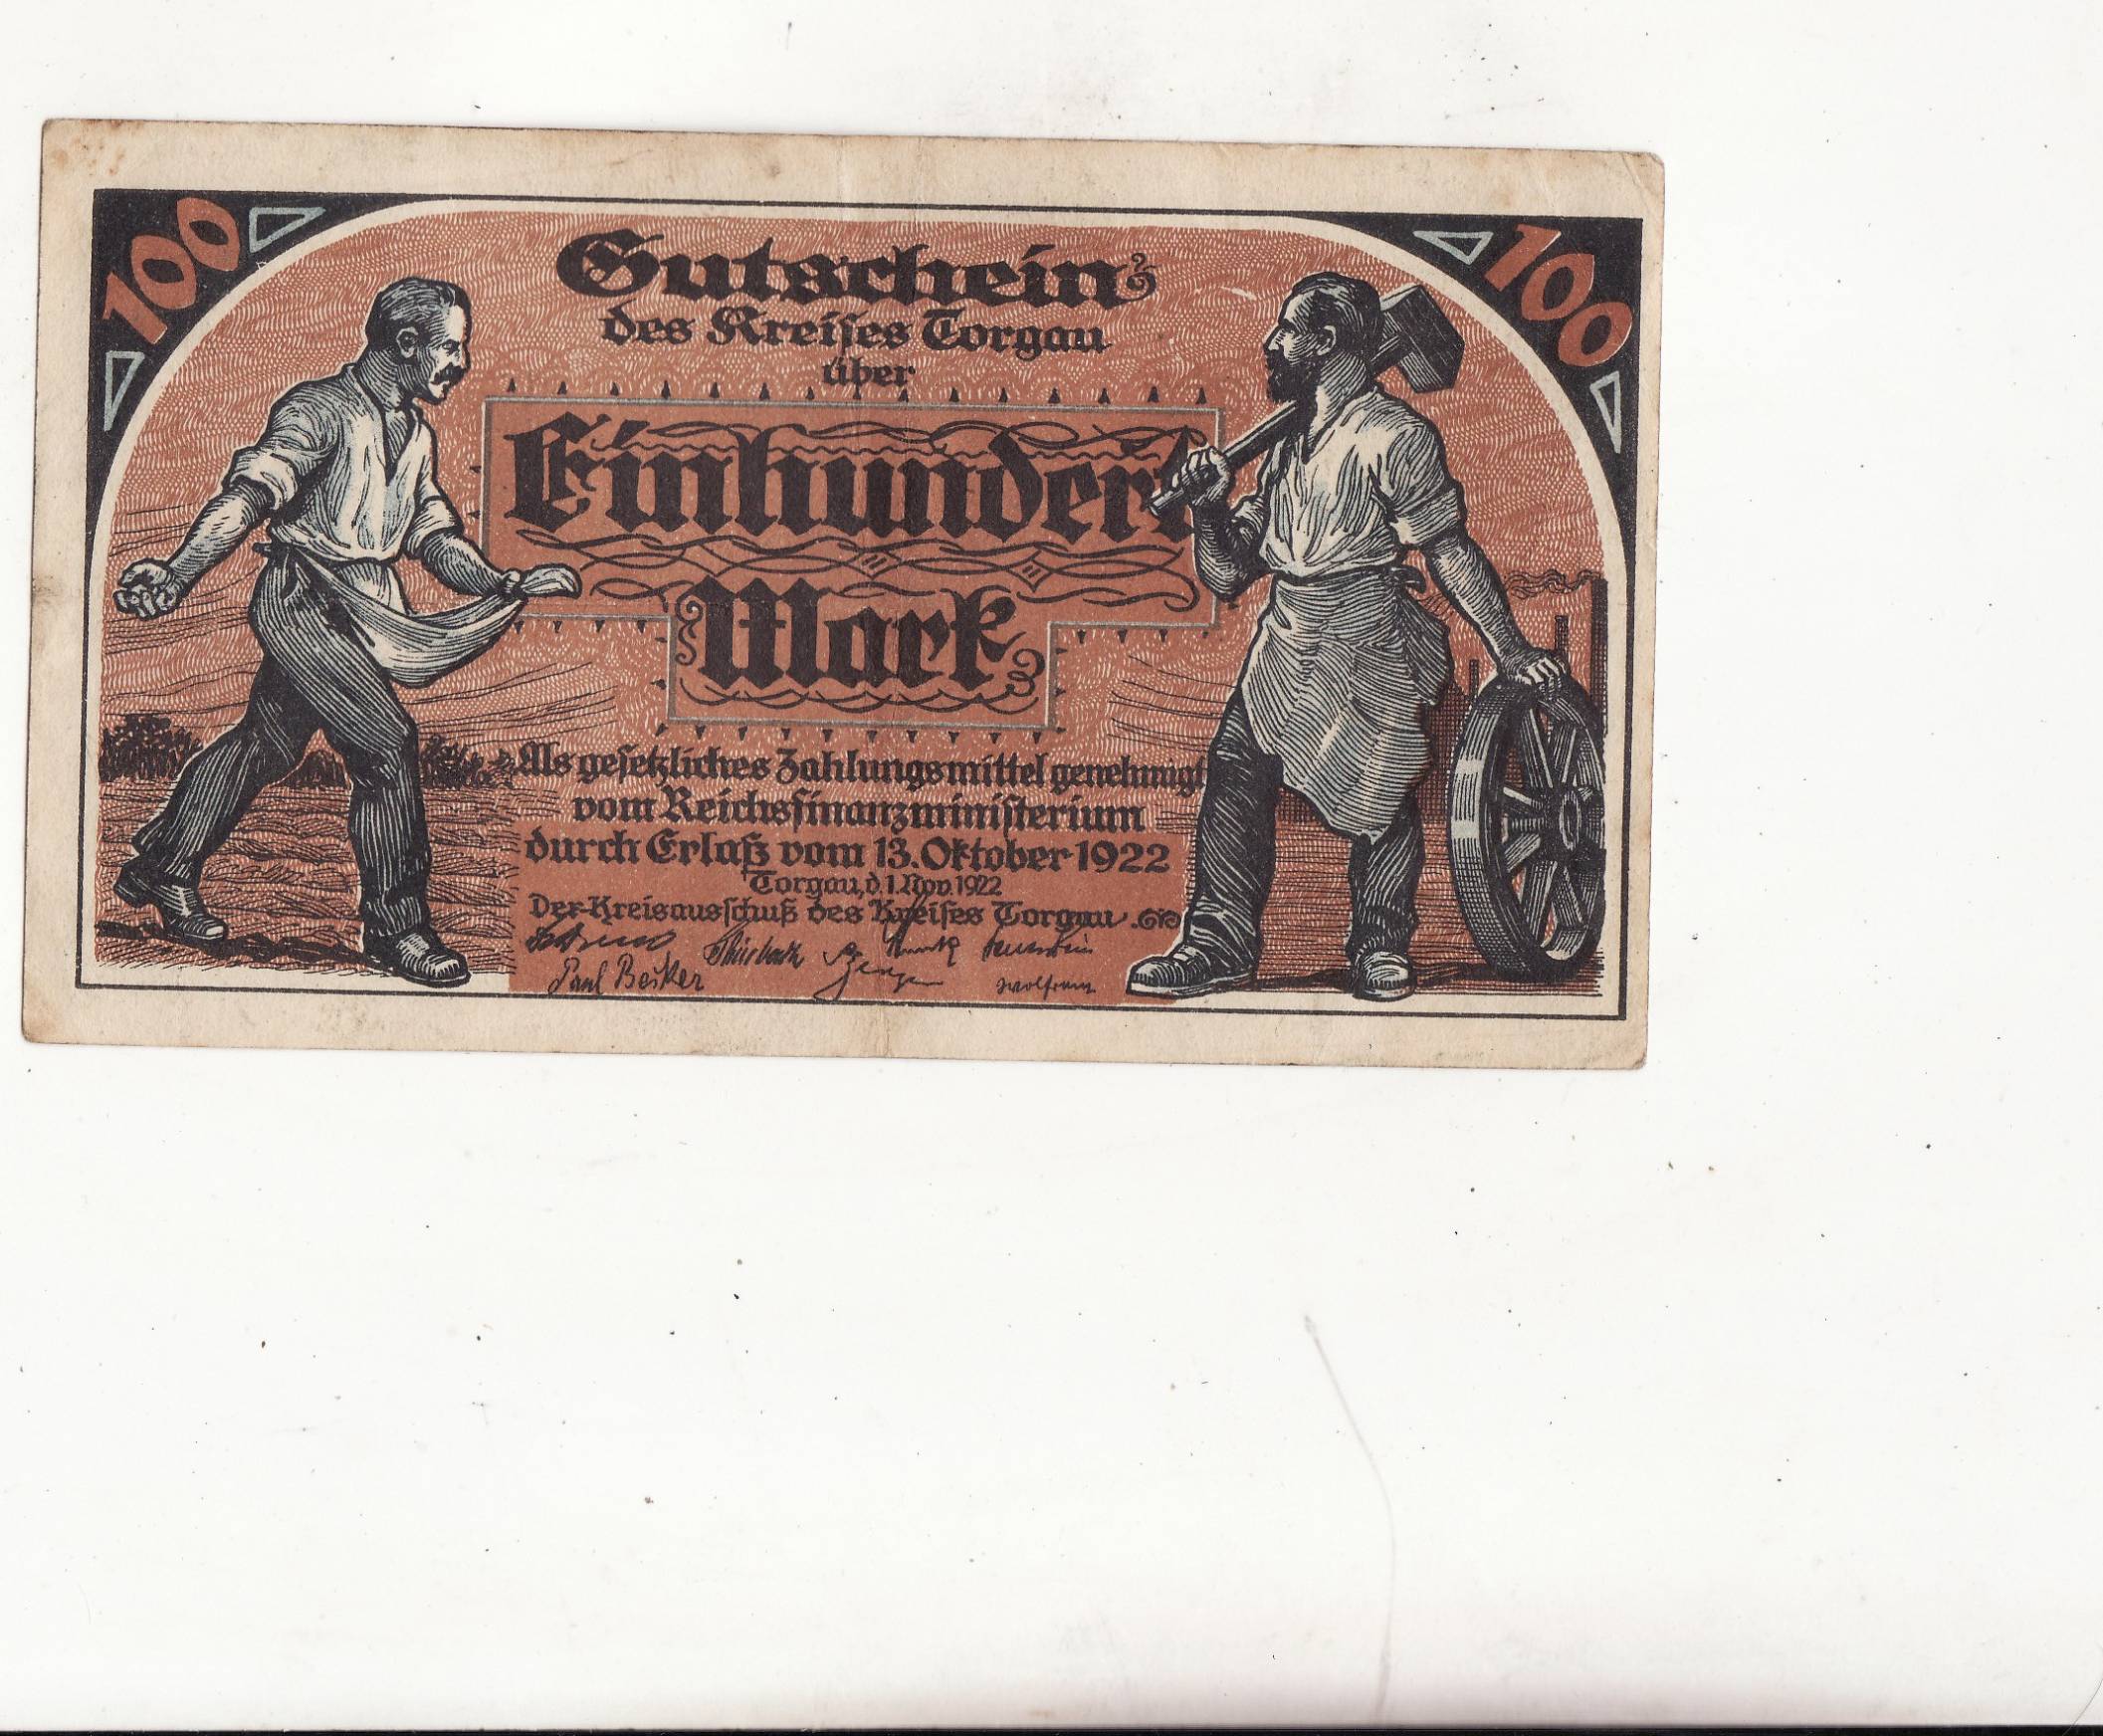 100
100
Gutschein
des Kreises Torgau
über
Einhundert
Mark
Als gesetzliches Zahlungsmittel genehmigt
vom Reichsfinanzministerium
durch Erlaß vom 13. Oktober 1922
Torgau, d. 1. Nov. 1922
Der Kreisausschuß des Kreises Torgau
Paul Becker
Wolfram